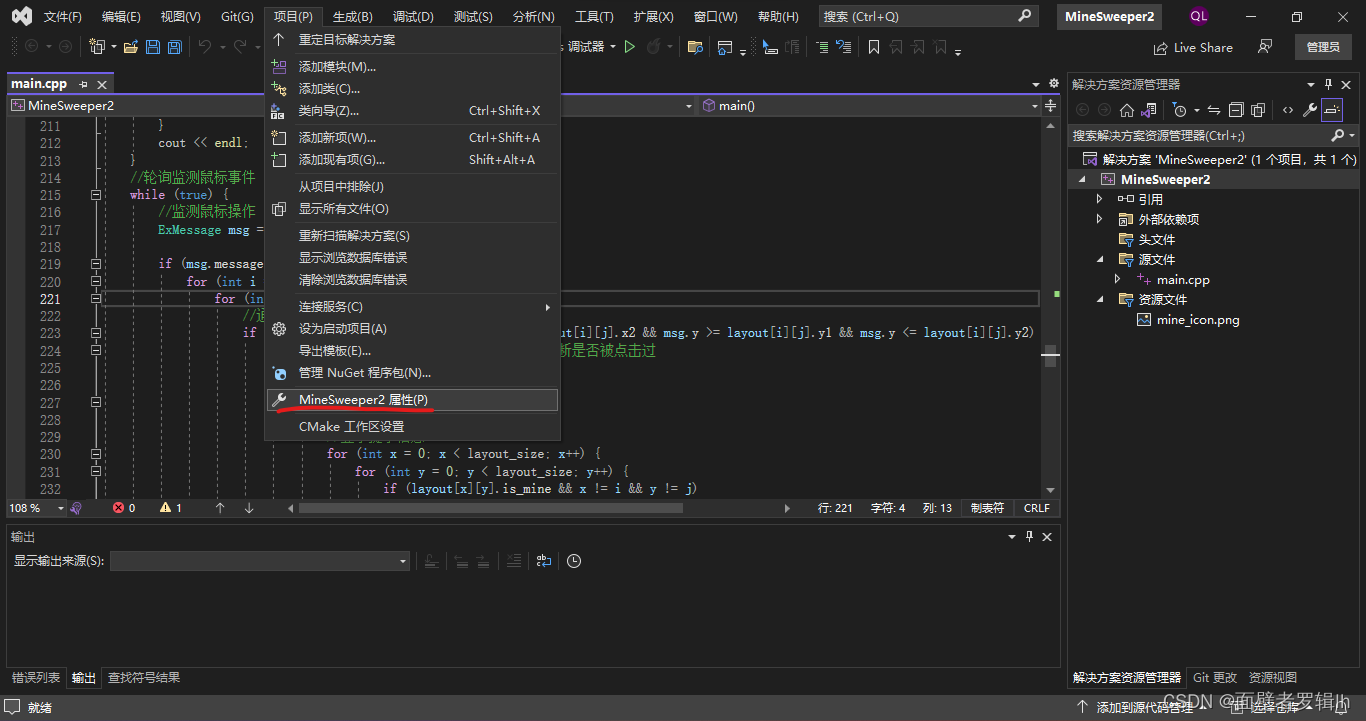 文件(F) 编辑(E) 视图(V) Git(G) 项目(P) 生成(B) 调试(D) 测试(S) 分析(N) 工具(T) 扩展(X) 窗口(W) 帮助(H) 搜索 (Ctrl+Q) MineSweeper2 QL
调试器 Live Share 管理员
重定目标解决方案
添加模块(M)...
添加类(C)...
类向导(Z)... Ctrl+Shift+X
添加新项(W)... Ctrl+Shift+A
添加现有项(G)... Shift+Alt+A
从项目中排除(J)
显示所有文件(O)
重新扫描解决方案(S)
显示浏览数据库错误
清除浏览数据库错误
连接服务(C)
设为启动项目(A)
导出模板(E)...
管理 NuGet 程序包(N)...
MineSweeper2 属性(P)
CMake 工作区设置
main.cpp
MineSweeper2 main()
211 }
212 cout << endl;
213 }
214 //轮询监测鼠标事件
215 while (true) {
216 //监测鼠标操作
217 ExMessage msg =
218
219 if (msg.message
220 for (int i
221 for (in
222 //
223 if ut[i][j].x2 && msg.y >= layout[i][j].y1 && msg.y <= layout[i][j].y2)
224 断是否被点击过
225
226
227
228
229
230 for (int x = 0; x < layout_size; x++) {
231 for (int y = 0; y < layout_size; y++) {
232 if (layout[x][y].is_mine && x != i && y != j)
108 % 0 1 行: 221 字符: 4 列: 13 制表符 CRLF
输出
显示输出来源(S):
错误列表 输出 查找符号结果
解决方案资源管理器
搜索解决方案资源管理器(Ctrl+;)
解决方案 'MineSweeper2' (1 个项目，共 1 个)
MineSweeper2
引用
外部依赖项
头文件
源文件
main.cpp
资源文件
mine_icon.png
解决方案资源管理器 Git 更改 资源视图
就绪 添加到源代码管理 选择仓库
CSDN @面壁老罗辑lh